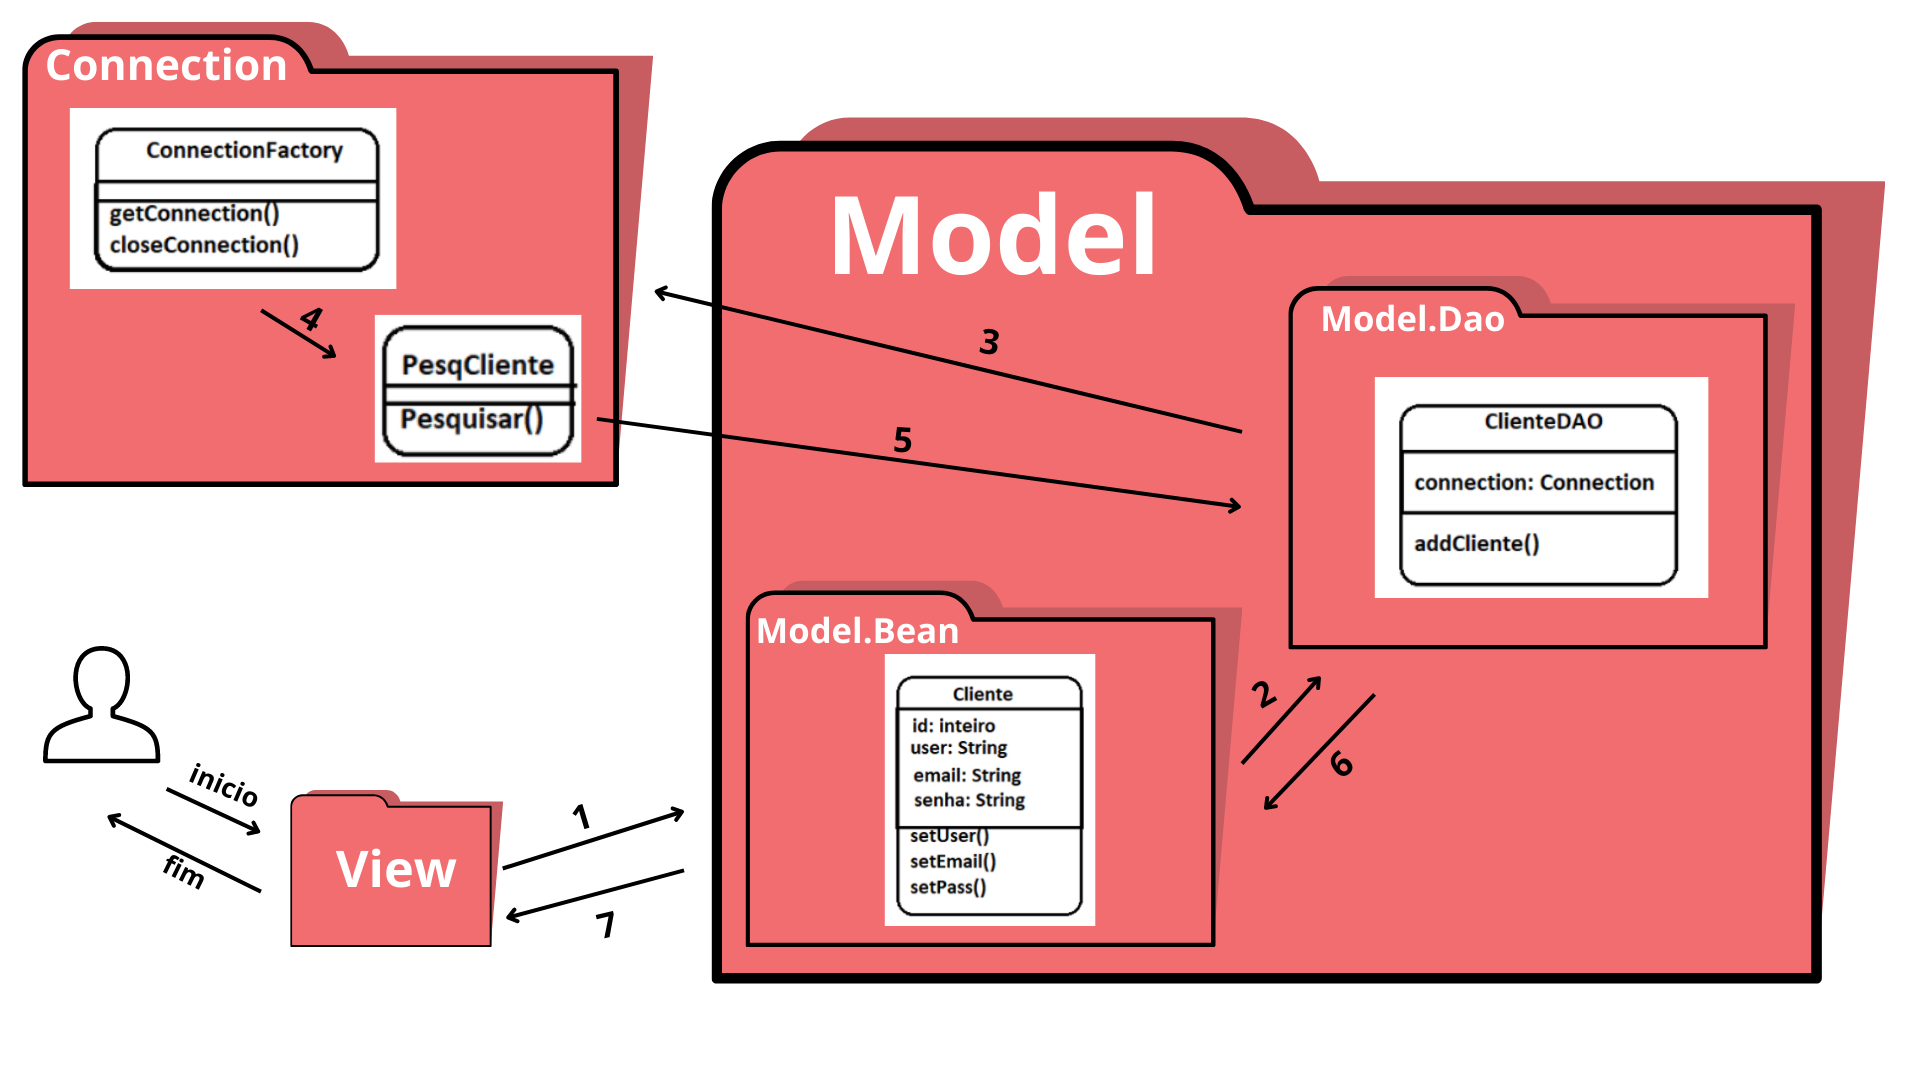 Connection
ConnectionFactory
getConnection()
closeConnection()
4
PesqCliente
Pesquisar()
Model
3
5
Model.Dao
ClienteDAO
connection: Connection
addCliente()
Model.Bean
Cliente
id: inteiro
user: String
email: String
senha: String
setUser()
setEmail()
setPass()
2
6
inicio
fim
View
1
7